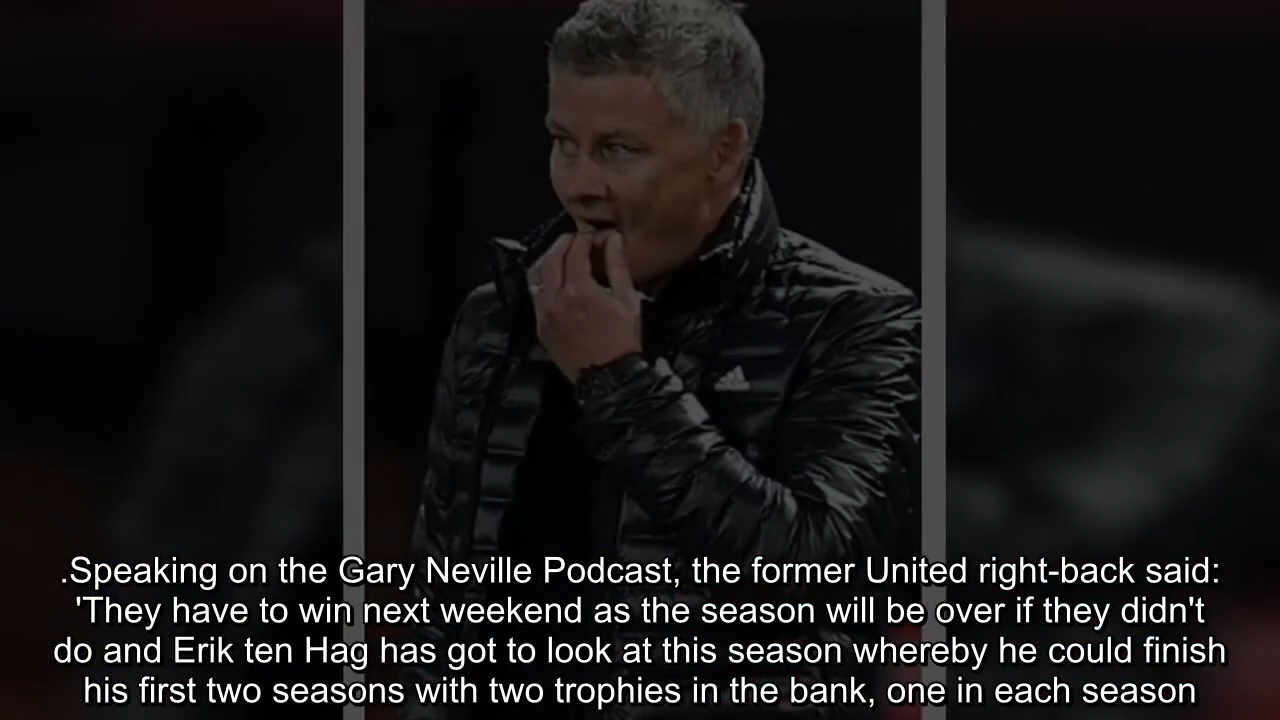 .Speaking on the Gary Neville Podcast, the former United right-back said:
'They have to win next weekend as the season will be over if they didn't
do and Erik ten Hag has got to look at this season whereby he could finish
his first two seasons with two trophies in the bank, one in each season